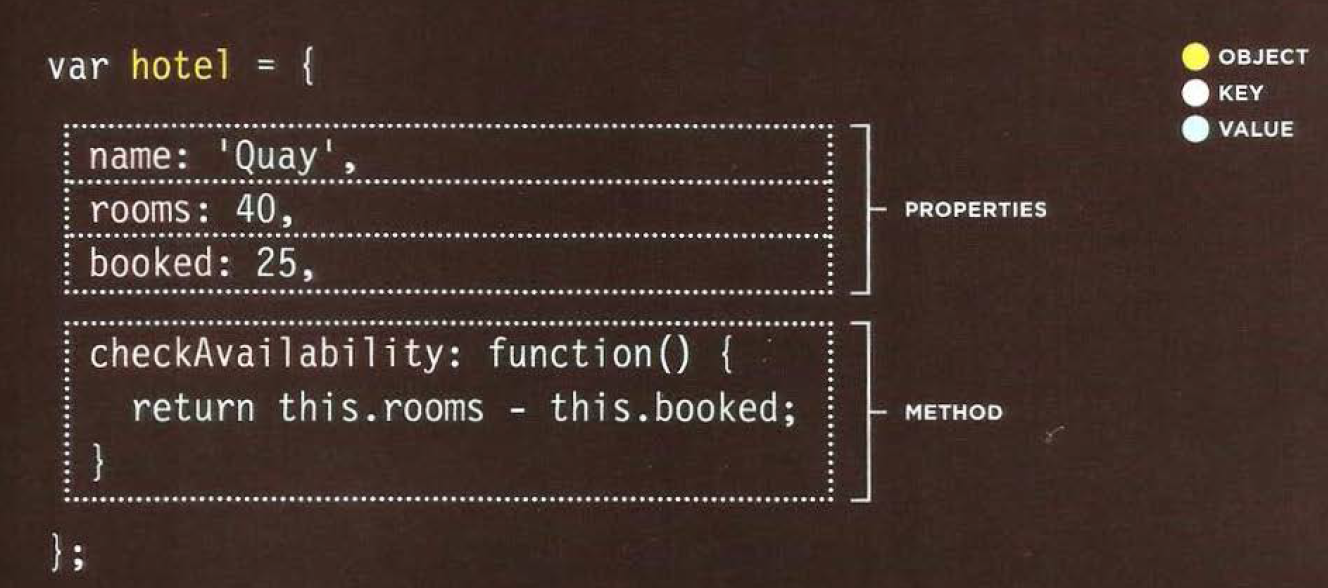 var hotel = {
OBJECT
KEY
VALUE
name: 'Quay',
rooms: 40,
booked: 25,
PROPERTIES
checkAvailability: function() {
return this.rooms - this.booked;
}
METHOD
};